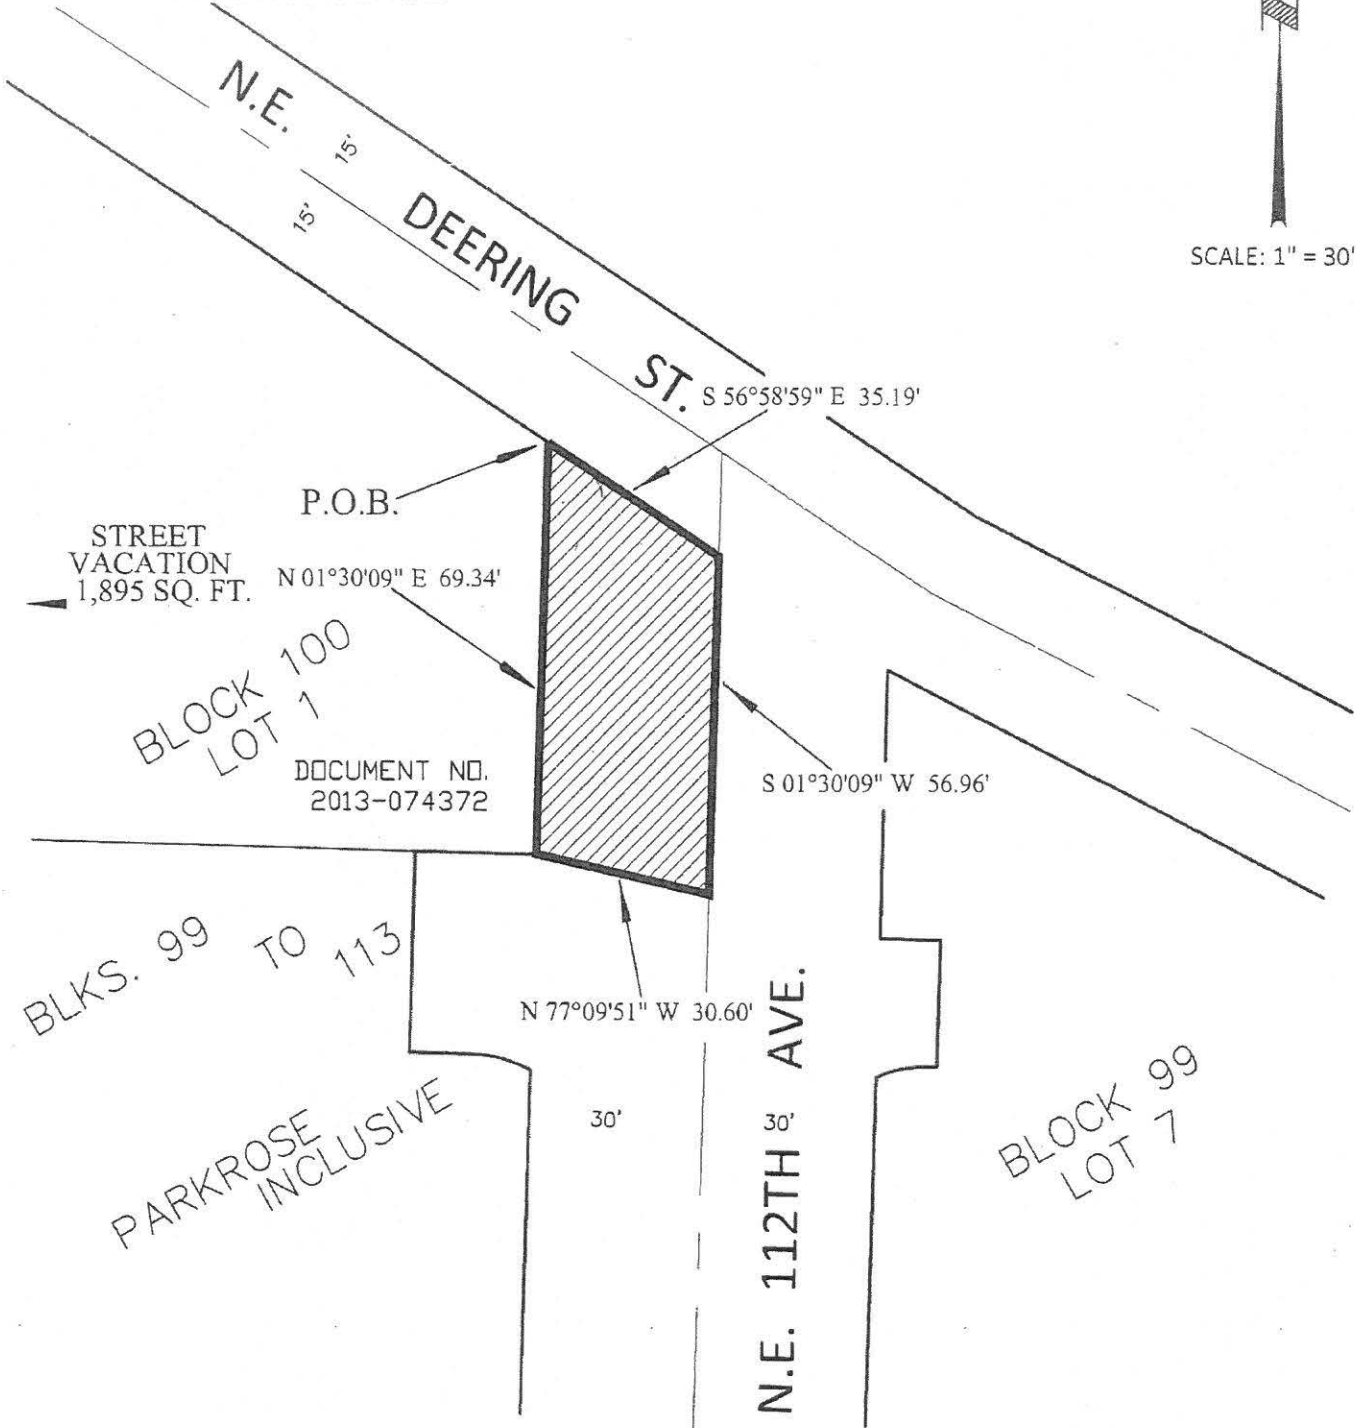 SCALE: 1" = 30'
N.E. DEERING ST.
15'
15'
S 56°58'59" E 35.19'
P.O.B.
STREET
VACATION
1,895 SQ. FT.
N 01°30'09" E 69.34'
BLOCK 100
LOT 1
DOCUMENT NO.
2013-074372
S 01°30'09" W 56.96'
BLKS. 99 TO 113
N 77°09'51" W 30.60'
PARKROSE
INCLUSIVE
30'
30'
N.E. 112TH AVE.
BLOCK 99
LOT 7